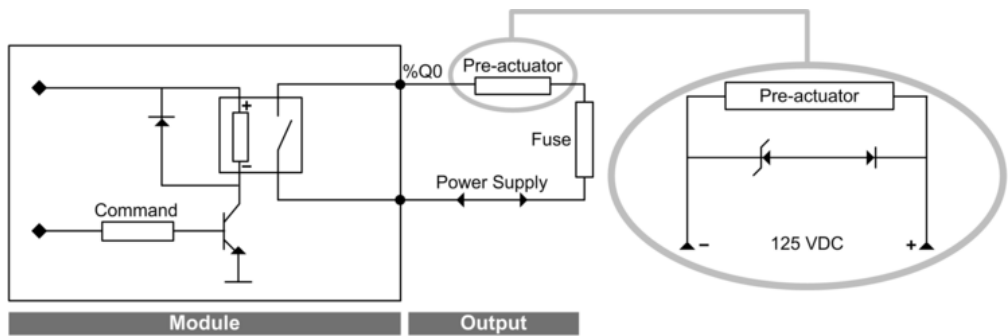 %Q0
Pre-actuator
Pre-actuator
+
Fuse
−
Power Supply
Command
− 125 VDC +
Module
Output